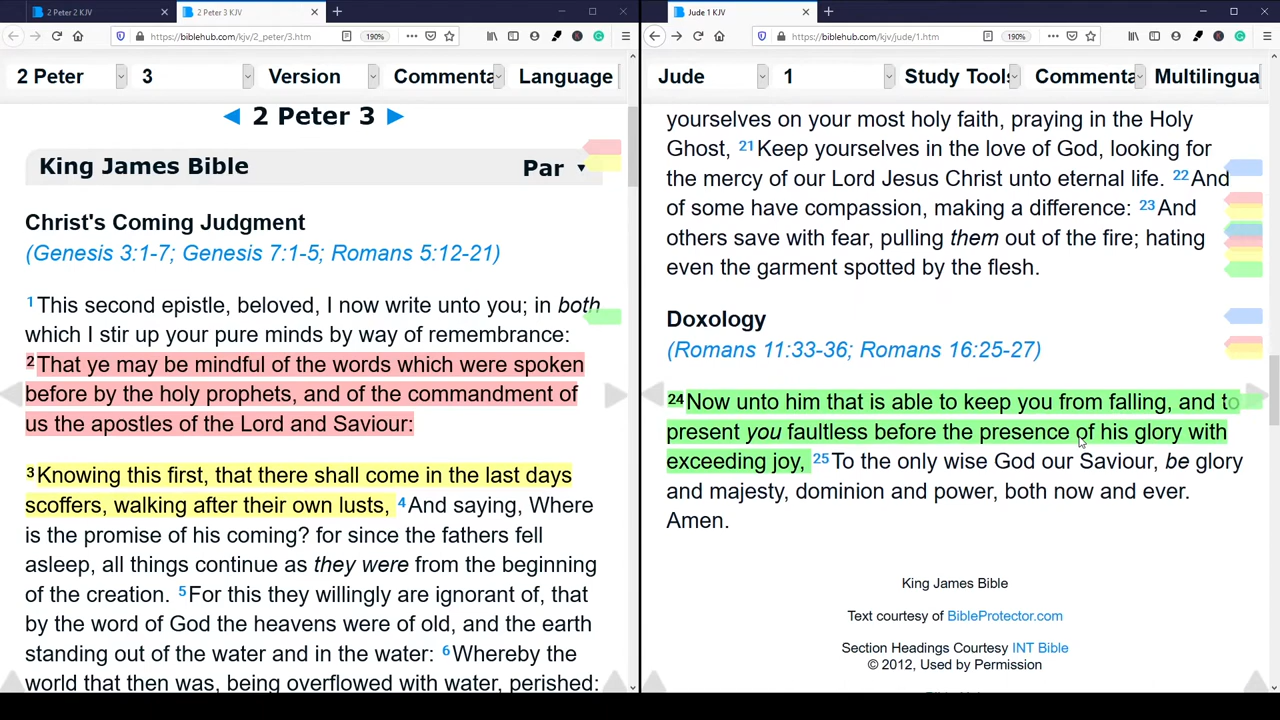 2 Peter 2 KJV
2 Peter 3 KJV
https://biblehub.com/kjv/2_peter/3.htm
190%
2 Peter
3
Version
Commenta
Language
2 Peter 3
King James Bible
Par
Christ's Coming Judgment
(Genesis 3:1-7; Genesis 7:1-5; Romans 5:12-21)
1 This second epistle, beloved, I now write unto you; in both
which I stir up your pure minds by way of remembrance:
2 That ye may be mindful of the words which were spoken
before by the holy prophets, and of the commandment of
us the apostles of the Lord and Saviour:
3 Knowing this first, that there shall come in the last days
scoffers, walking after their own lusts, 4 And saying, Where
is the promise of his coming? for since the fathers fell
asleep, all things continue as they were from the beginning
of the creation. 5 For this they willingly are ignorant of, that
by the word of God the heavens were of old, and the earth
standing out of the water and in the water: 6 Whereby the
world that then was, being overflowed with water, perished:
Jude 1 KJV
https://biblehub.com/kjv/jude/1.htm
190%
Jude
1
Study Tools
Commenta
Multilingua
yourselves on your most holy faith, praying in the Holy
Ghost, 21 Keep yourselves in the love of God, looking for
the mercy of our Lord Jesus Christ unto eternal life. 22 And
of some have compassion, making a difference: 23 And
others save with fear, pulling them out of the fire; hating
even the garment spotted by the flesh.
Doxology
(Romans 11:33-36; Romans 16:25-27)
24 Now unto him that is able to keep you from falling, and to
present you faultless before the presence of his glory with
exceeding joy, 25 To the only wise God our Saviour, be glory
and majesty, dominion and power, both now and ever.
Amen.
King James Bible
Text courtesy of BibleProtector.com
Section Headings Courtesy INT Bible
© 2012, Used by Permission